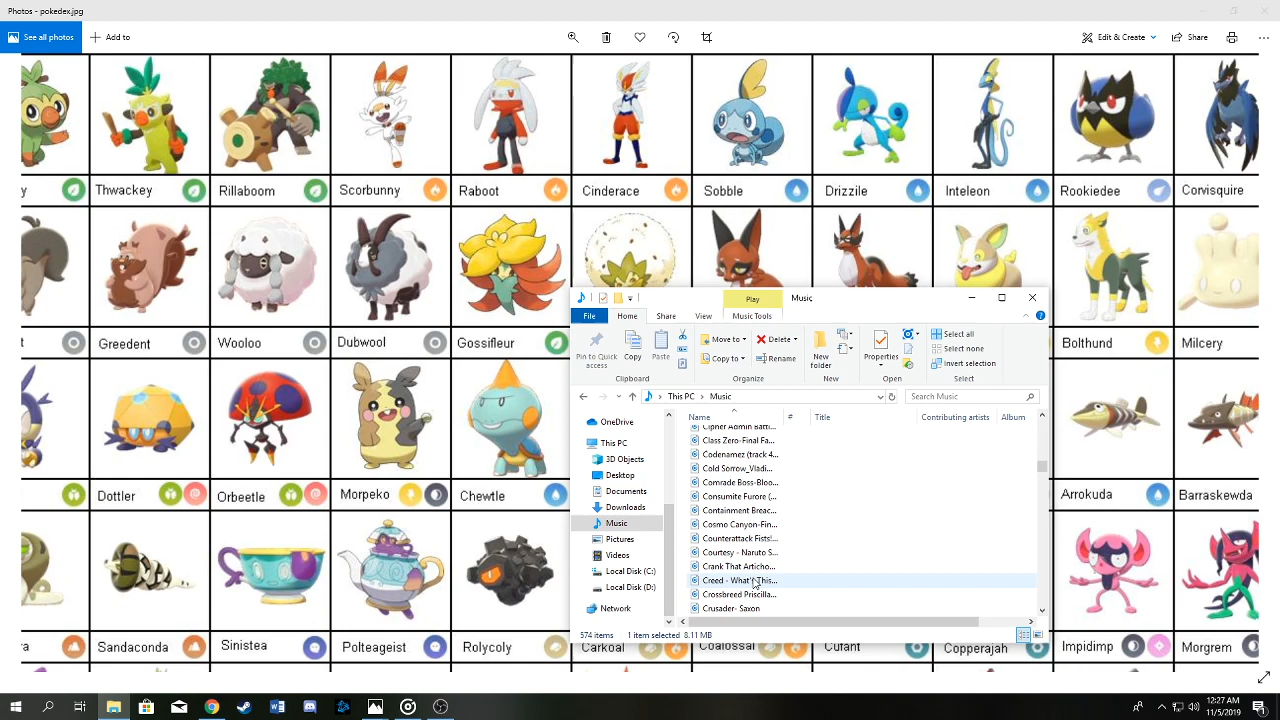 Photos - pokedex.jpg
See all photos
Add to
Edit & Create
Share
Thwackey
Rillaboom
Scorbunny
Raboot
Cinderace
Sobble
Drizzile
Inteleon
Rookiedee
Corvisquire
Greedent
Wooloo
Dubwool
Gossifleur
Bolthund
Milcery
Dottler
Orbeetle
Morpeko
Chewtle
Arrokuda
Barraskewda
Sandaconda
Sinistea
Polteageist
Rolycoly
Carkoal
Coalossal
Cufant
Copperajah
Impidimp
Morgrem
Play
Music
File
Home
Share
View
Music Tools
Pin to Quick access
Copy
Paste
Clipboard
Move to
Copy to
Delete
Rename
Organize
New folder
New
Properties
Open
Select all
Select none
Invert selection
Select
This PC > Music
Search Music
OneDrive
This PC
3D Objects
Desktop
Documents
Downloads
Music
Pictures
Videos
Local Disk (C:)
Local Disk (D:)
Network
Name
#
Title
Contributing artists
Album
Cipher Admin Battl...
Class Zero-Final Fa...
Codenamez (track 4...
Cold Sorrow_Vladi...
Comrade Boss-Bloo...
Consumite Furore (...
Containment Breac...
Cosmo Canyon-Fin...
Counterattack Fists!...
Courtesy - Naruto S...
Crank That Articho...
Creed - What's This...
Crossbreed Priscilla...
Crusader- Saxon
574 items
1 item selected 8.11 MB
12:27 AM
11/5/2019